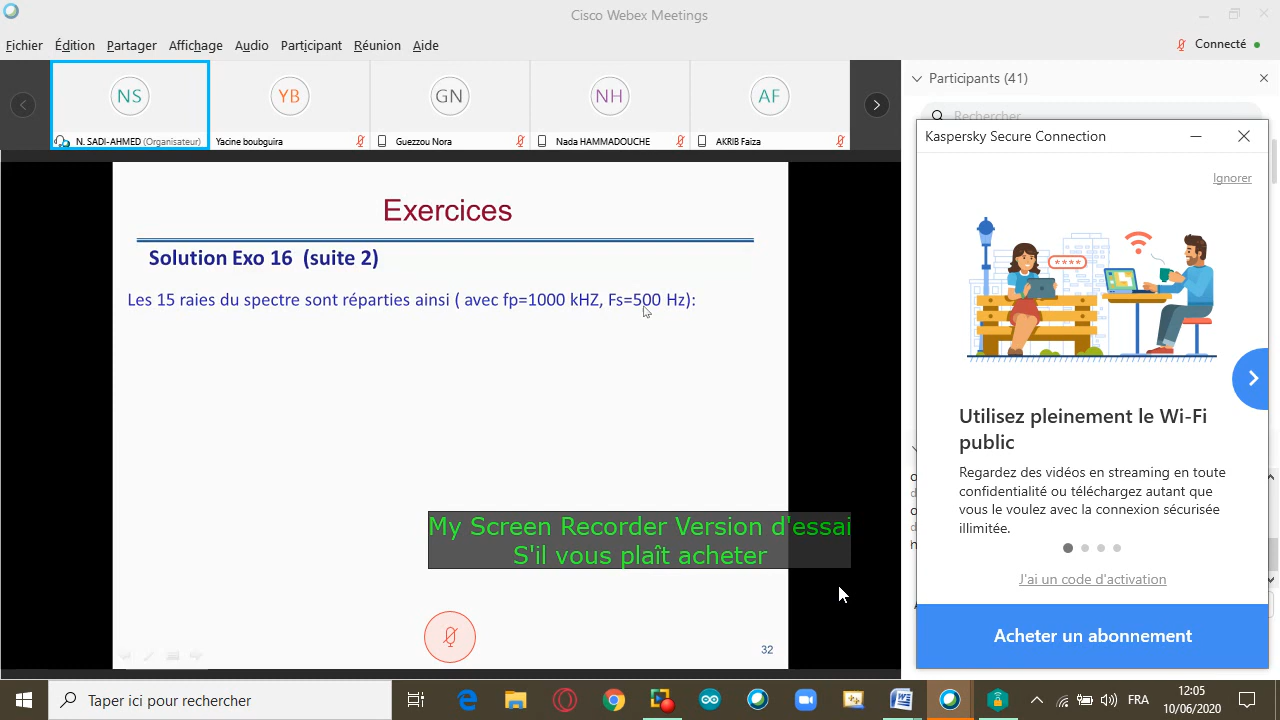 Cisco Webex Meetings
Fichier Édition Partager Affichage Audio Participant Réunion Aide
Connecté
NS YB GN NH AF
N. SADI-AHMED (Organisateur) Yacine boubguira Guezzou Nora Nada HAMMADOUCHE AKRIB Faiza
Participants (41)
Rechercher
Exercices
Solution Exo 16 (suite 2)
Les 15 raies du spectre sont réparties ainsi ( avec fp=1000 kHZ, Fs=500 Hz):
My Screen Recorder Version d'essai
S'il vous plaît acheter
32
Kaspersky Secure Connection
Ignorer
****
Utilisez pleinement le Wi-Fi
public
Regardez des vidéos en streaming en toute
confidentialité ou téléchargez autant que
vous le voulez avec la connexion sécurisée
illimitée.
J'ai un code d'activation
Acheter un abonnement
Taper ici pour rechercher
FRA
12:05
10/06/2020